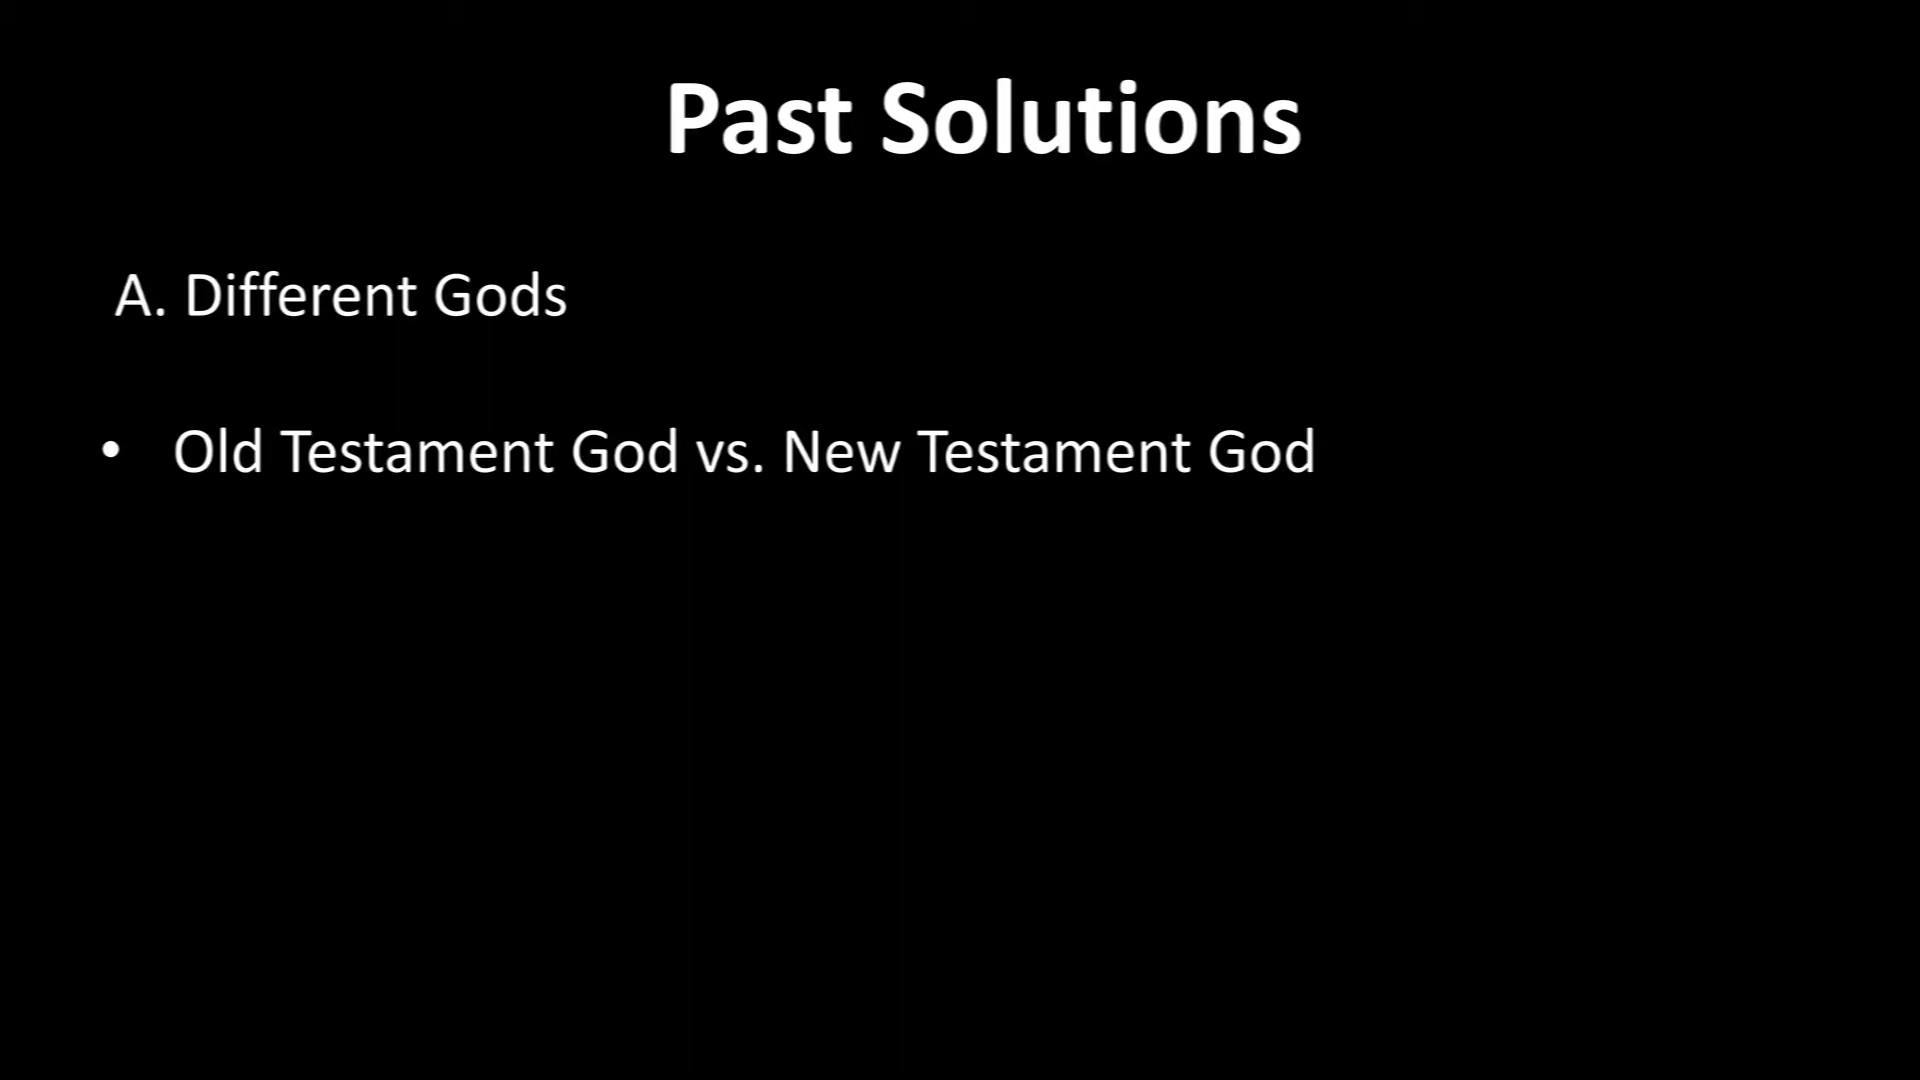 Past Solutions
A. Different Gods
• Old Testament God vs. New Testament God